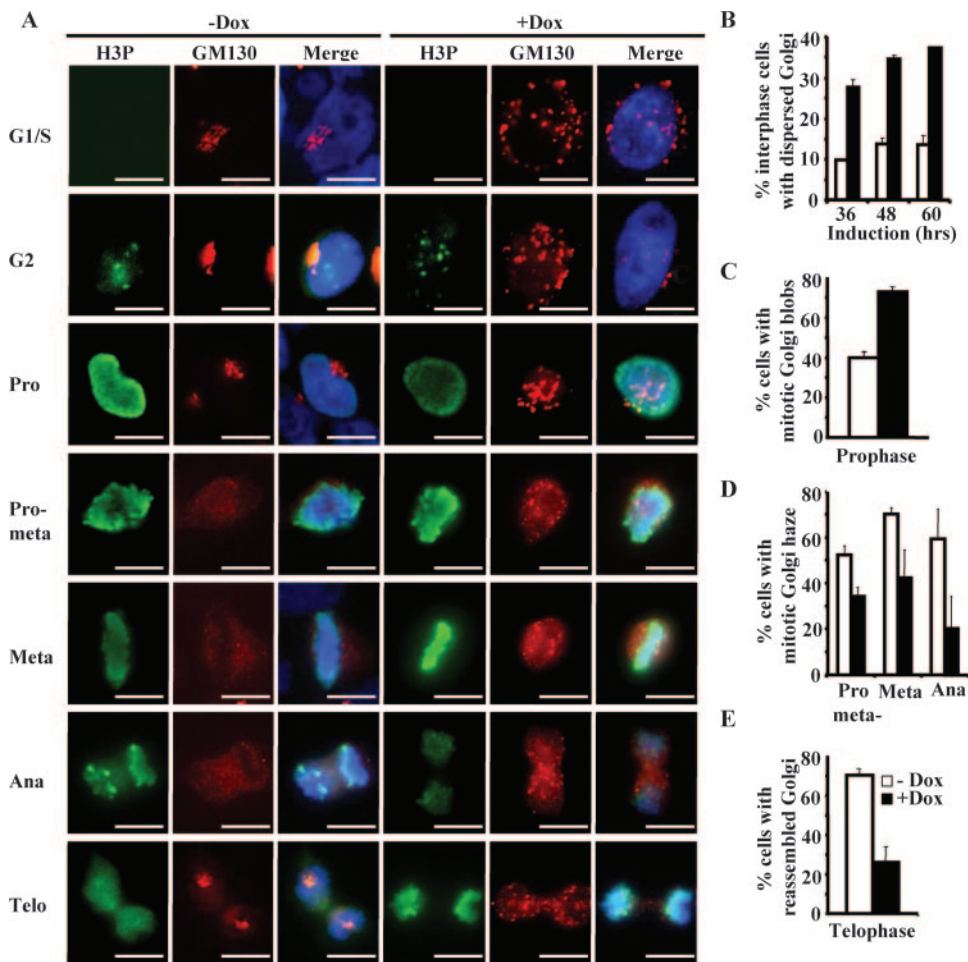 A
-Dox +Dox
H3P GM130 Merge H3P GM130 Merge
G1/S
G2
Pro
Pro-
meta
Meta
Ana
Telo
B
% interphase cells
with dispersed Golgi
40
30
20
10
0
36 48 60
Induction (hrs)
C
% cells with
mitotic Golgi blobs
80
60
40
20
0
Prophase
D
% cells with
mitotic Golgi haze
80
60
40
20
0
Pro Meta Ana
meta-
E
% cells with
reassembled Golgi
80
60
40
20
0
- Dox
+Dox
Telophase